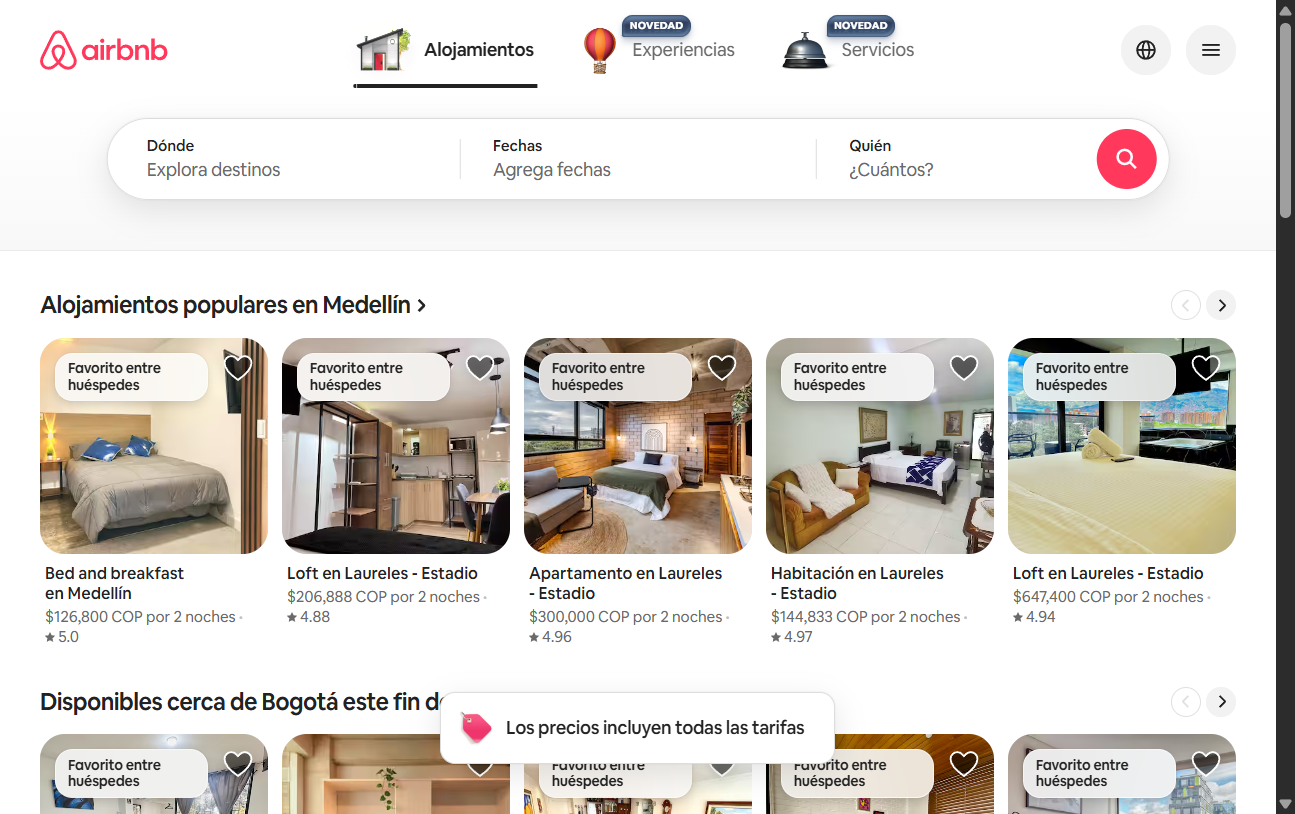 airbnb
Alojamientos
NOVEDAD
Experiencias
NOVEDAD
Servicios
Dónde
Explora destinos
Fechas
Agrega fechas
Quién
¿Cuántos?
Alojamientos populares en Medellín
Favorito entre
huéspedes
Favorito entre
huéspedes
Favorito entre
huéspedes
Favorito entre
huéspedes
Favorito entre
huéspedes
Bed and breakfast
en Medellín
$126,800 COP por 2 noches ·
★ 5.0
Loft en Laureles - Estadio
$206,888 COP por 2 noches ·
★ 4.88
Apartamento en Laureles
- Estadio
$300,000 COP por 2 noches ·
★ 4.96
Habitación en Laureles
- Estadio
$144,833 COP por 2 noches ·
★ 4.97
Loft en Laureles - Estadio
$647,400 COP por 2 noches ·
★ 4.94
Disponibles cerca de Bogotá este fin
Los precios incluyen todas las tarifas
Favorito entre
huéspedes
Favorito entre
huéspedes
Favorito entre
huéspedes
Favorito entre
huéspedes